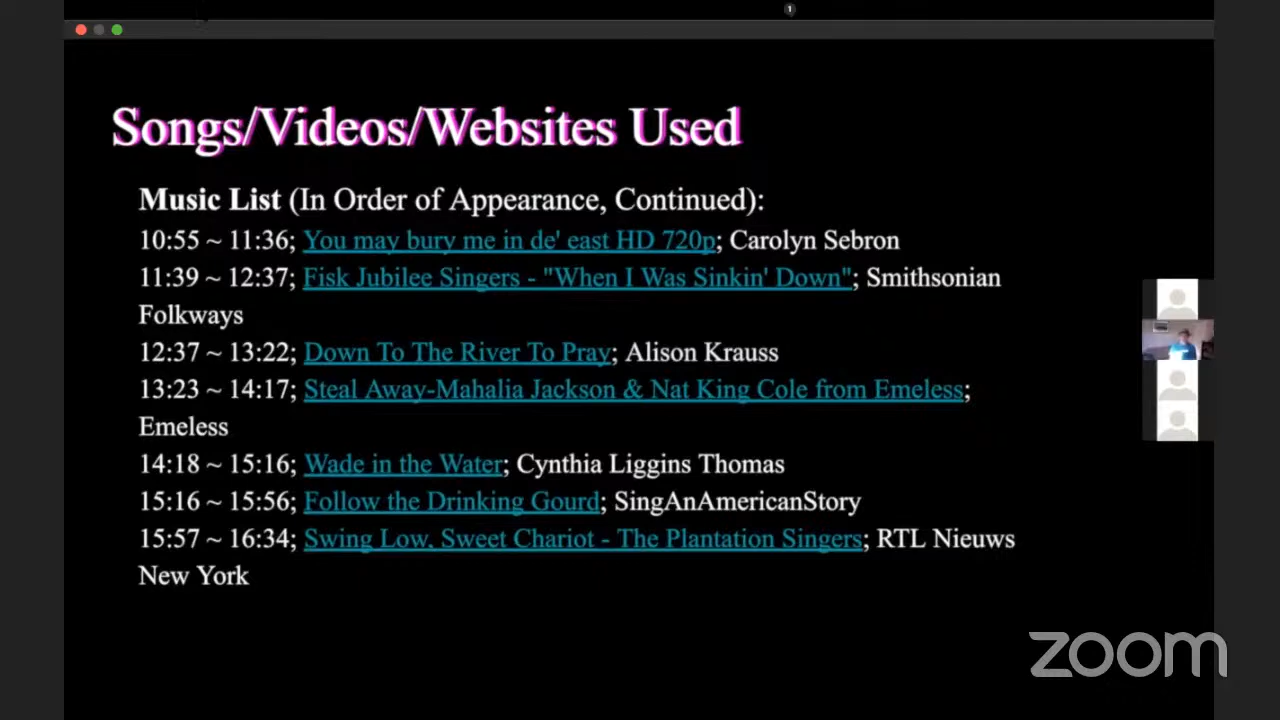 1
Songs/Videos/Websites Used
Music List (In Order of Appearance, Continued):
10:55 ~ 11:36; You may bury me in de' east HD 720p; Carolyn Sebron
11:39 ~ 12:37; Fisk Jubilee Singers - "When I Was Sinkin' Down"; Smithsonian
Folkways
12:37 ~ 13:22; Down To The River To Pray; Alison Krauss
13:23 ~ 14:17; Steal Away-Mahalia Jackson & Nat King Cole from Emeless;
Emeless
14:18 ~ 15:16; Wade in the Water; Cynthia Liggins Thomas
15:16 ~ 15:56; Follow the Drinking Gourd; SingAnAmericanStory
15:57 ~ 16:34; Swing Low, Sweet Chariot - The Plantation Singers; RTL Nieuws
New York
zoom